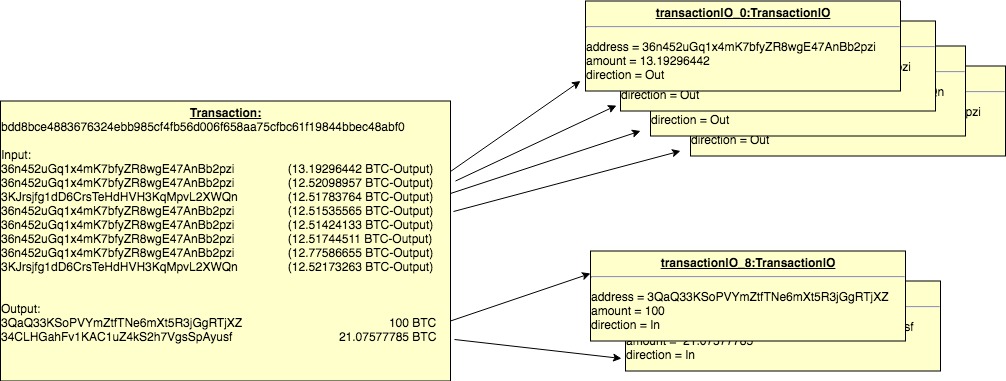 transactionIO_0:TransactionIO
address = 36n452uGq1x4mK7bfyZR8wgE47AnBb2pzi
amount = 13.19296442
direction = Out
zi
direction = Out
Qn
direction = Out
pzi
direction = Out
Transaction:
bdd8bce4883676324ebb985cf4fb56d006f658aa75cfbc61f19844bbec48abf0
Input:
36n452uGq1x4mK7bfyZR8wgE47AnBb2pzi (13.19296442 BTC-Output)
36n452uGq1x4mK7bfyZR8wgE47AnBb2pzi (12.52098957 BTC-Output)
3KJrsjfg1dD6CrsTeHdHVH3KqMpvL2XWQn (12.51783764 BTC-Output)
36n452uGq1x4mK7bfyZR8wgE47AnBb2pzi (12.51535565 BTC-Output)
36n452uGq1x4mK7bfyZR8wgE47AnBb2pzi (12.51424133 BTC-Output)
36n452uGq1x4mK7bfyZR8wgE47AnBb2pzi (12.51744511 BTC-Output)
36n452uGq1x4mK7bfyZR8wgE47AnBb2pzi (12.77586655 BTC-Output)
3KJrsjfg1dD6CrsTeHdHVH3KqMpvL2XWQn (12.52173263 BTC-Output)
Output:
3QaQ33KSoPVYmZtfTNe6mXt5R3jGgRTjXZ 100 BTC
34CLHGahFv1KAC1uZ4kS2h7VgsSpAyusf 21.07577785 BTC
transactionIO_8:TransactionIO
address = 3QaQ33KSoPVYmZtfTNe6mXt5R3jGgRTjXZ
amount = 100
direction = In
sf
amount = 21.07577785
direction = In